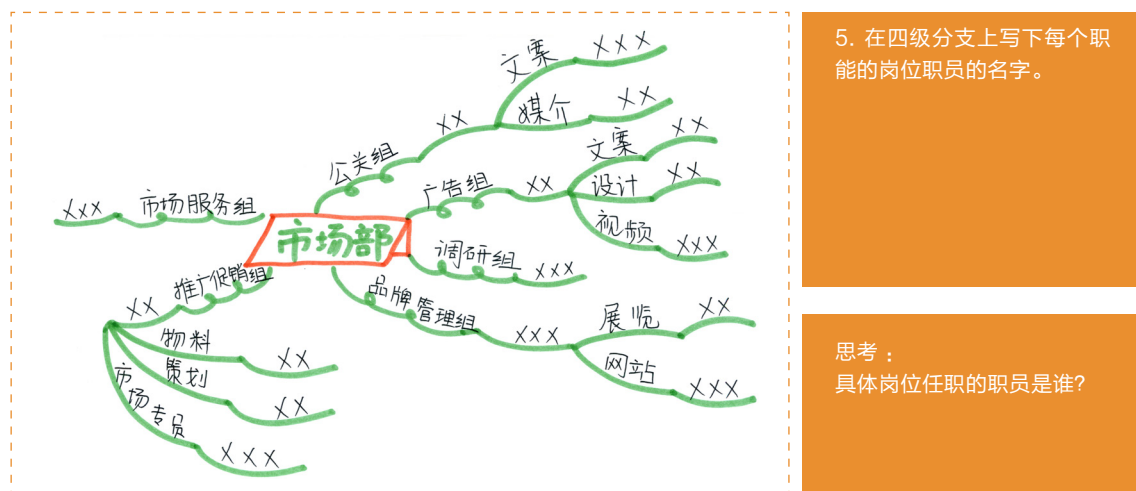 文案 XXX
媒介 XX
公关组 XX
文案 XX
广告组 XX
设计 XX
视频 XXX
市场服务组 XXX
市场部
调研组 XXX
推广促销组 XX
品牌管理组 XXX
展览 XX
网站 XXX
物料 XX
策划 XX
市场专员 XXX
5. 在四级分支上写下每个职
能的岗位职员的名字。
思考：
具体岗位任职的职员是谁？